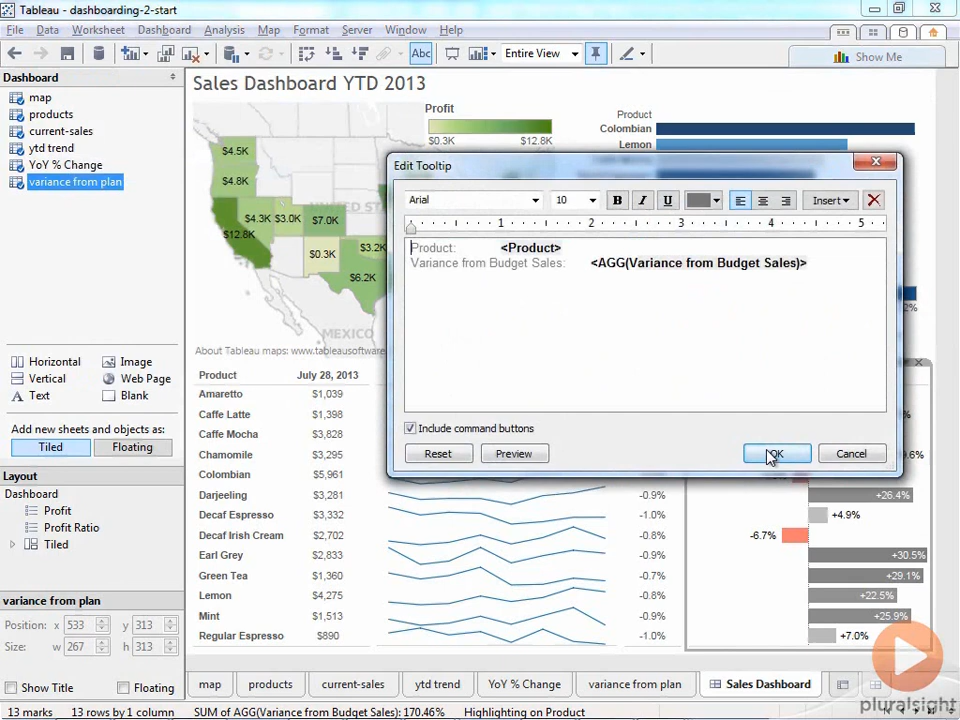 Tableau - dashboarding-2-start
File Data Worksheet Dashboard Analysis Map Format Server Window Help
Abc Entire View Show Me
Dashboard
map
products
current-sales
ytd trend
YoY % Change
variance from plan
Horizontal Image
Vertical Web Page
Text Blank
Add new sheets and objects as:
Tiled Floating
Layout
Dashboard
Profit
Profit Ratio
Tiled
variance from plan
Position: x 533 y 313
Size: w 267 h 313
Show Title Floating
Sales Dashboard YTD 2013
Profit
$0.3K $12.8K
$4.5K
$4.8K
$4.3K $3.0K $7.0K
$12.8K
$0.3K $3.2K
$6.2K
MEXICO
About Tableau maps: www.tableausoftware
Product
Colombian
Lemon
Edit Tooltip
Arial 10 B I U Insert
1 2 3 4 5
Product: <Product>
Variance from Budget Sales: <AGG(Variance from Budget Sales)>
Include command buttons
Reset Preview OK Cancel
Product July 28, 2013
Amaretto $1,039
Caffe Latte $1,398
Caffe Mocha $3,828
Chamomile $3,295
Colombian $5,961
Darjeeling $3,281 -0.9% +26.4%
Decaf Espresso $3,332 -1.0% +4.9%
Decaf Irish Cream $2,702 -0.8% -6.7%
Earl Grey $2,833 -0.9% +30.5%
Green Tea $1,360 -0.7% +29.1%
Lemon $4,275 -0.8% +22.5%
Mint $1,513 -0.9% +25.9%
Regular Espresso $890 -1.0% +7.0%
map products current-sales ytd trend YoY % Change variance from plan Sales Dashboard
13 marks 13 rows by 1 column SUM of AGG(Variance from Budget Sales): 170.46% Highlighting on Product
pluralsight